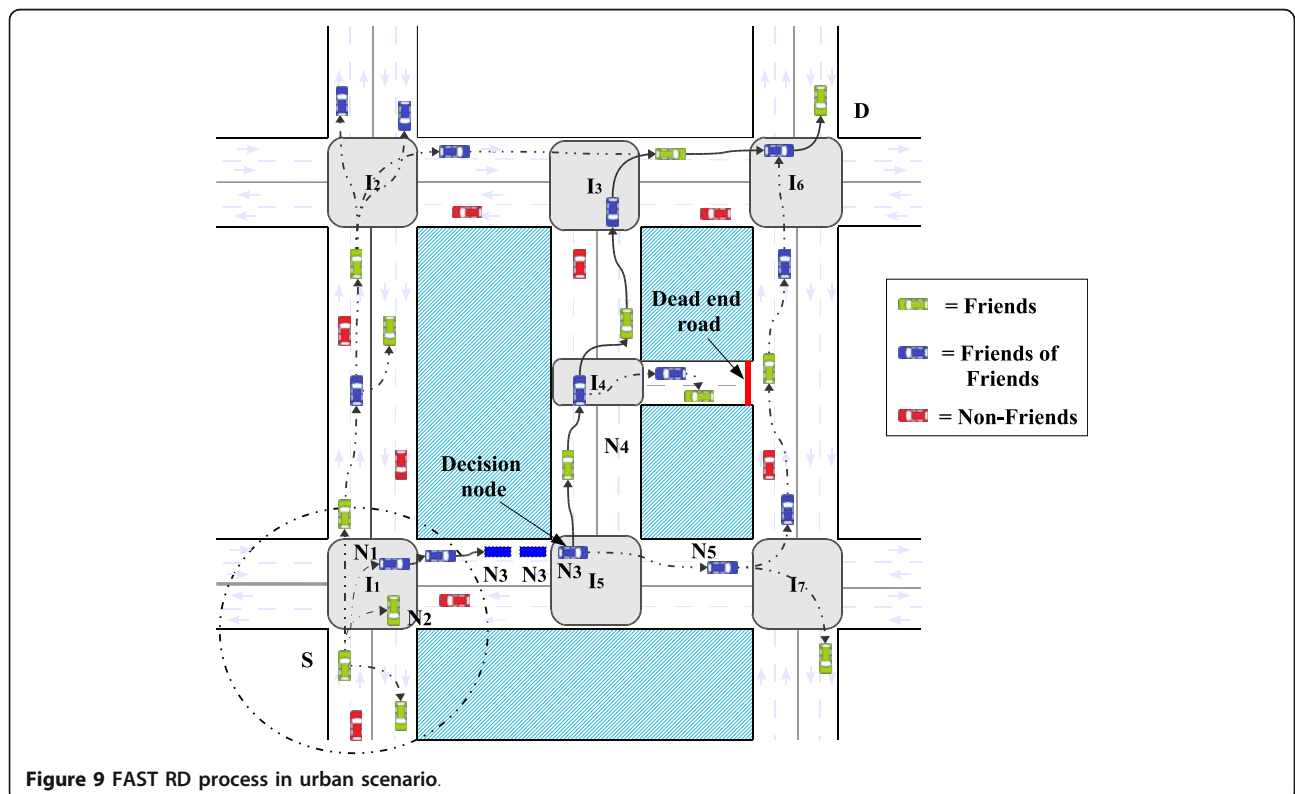 D
I2
I3
I6
Dead end
road
= Friends
= Friends of
Friends
= Non-Friends
I4
N4
Decision
node
N1
N3
N3
N3
N5
I1
I5
I7
N2
S
Figure 9 FAST RD process in urban scenario.